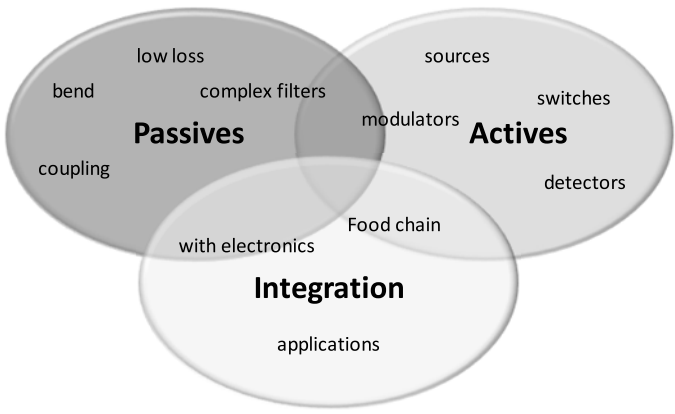 low loss
sources
bend
complex filters
switches
modulators
Passives
Actives
coupling
detectors
Food chain
with electronics
Integration
applications